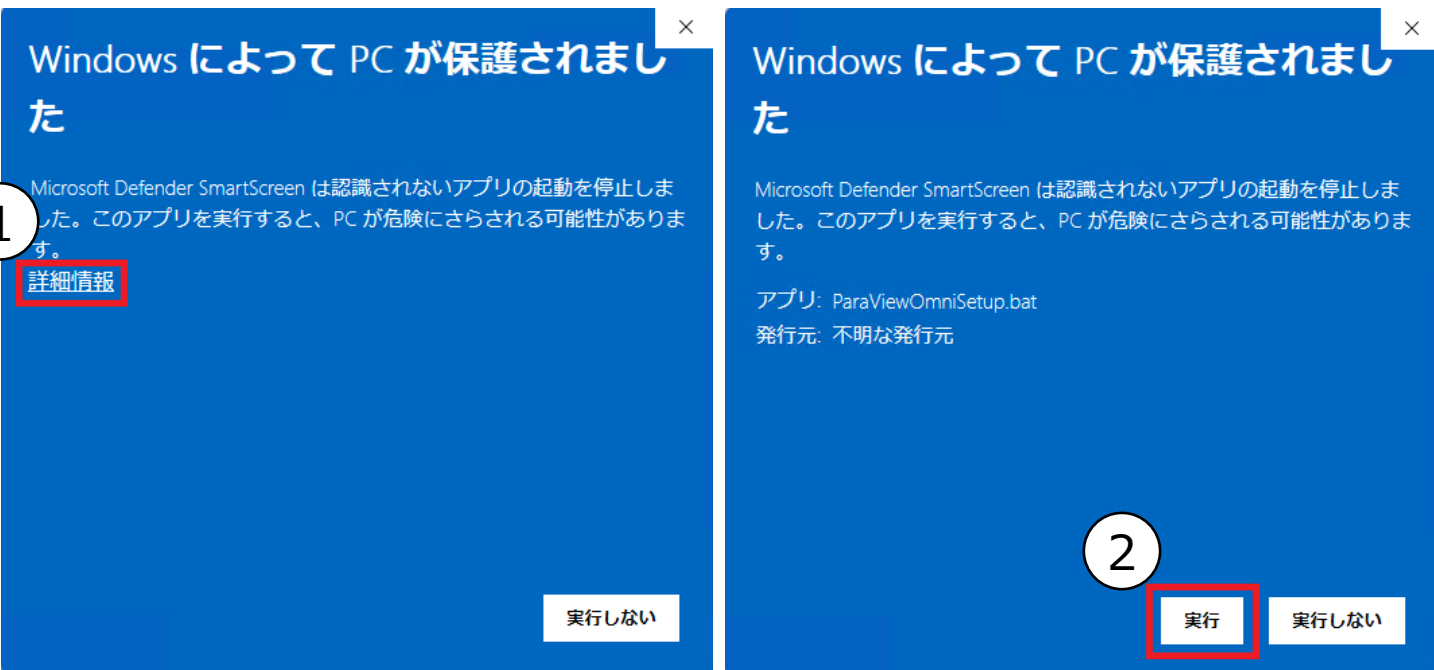 Windows によって PC が保護されまし
た
Microsoft Defender SmartScreen は認識されないアプリの起動を停止しま
した。このアプリを実行すると、PC が危険にさらされる可能性がありま
す。
1
詳細情報
実行しない
Windows によって PC が保護されまし
た
Microsoft Defender SmartScreen は認識されないアプリの起動を停止しま
した。このアプリを実行すると、PC が危険にさらされる可能性がありま
す。
アプリ: ParaViewOmniSetup.bat
発行元: 不明な発行元
2
実行
実行しない